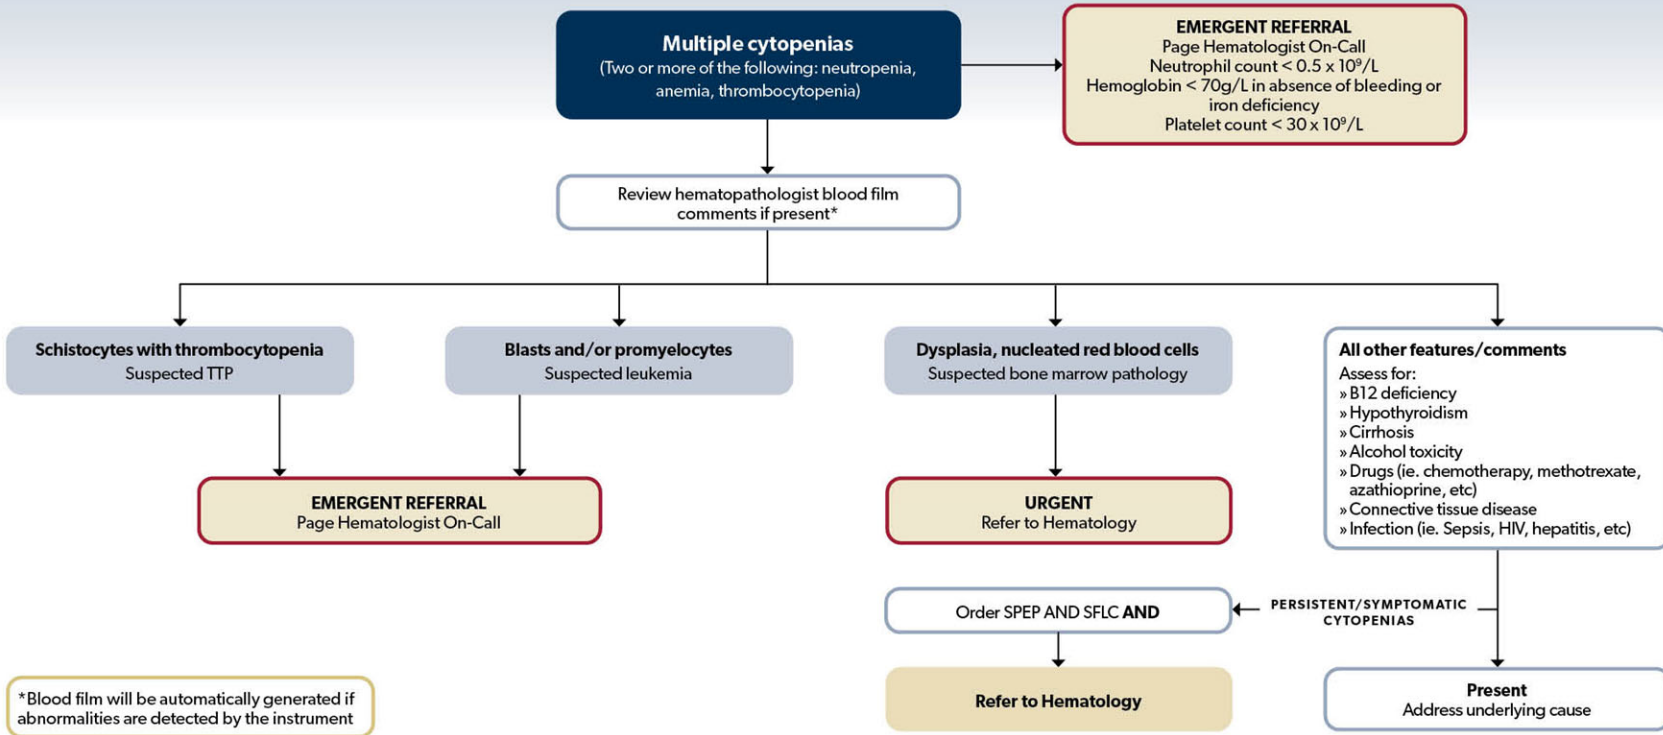 Multiple cytopenias
(Two or more of the following: neutropenia,
anemia, thrombocytopenia)
EMERGENT REFERRAL
Page Hematologist On-Call
Neutrophil count < 0.5 x 10⁹/L
Hemoglobin < 70g/L in absence of bleeding or
iron deficiency
Platelet count < 30 x 10⁹/L
Review hematopathologist blood film
comments if present*
Schistocytes with thrombocytopenia
Suspected TTP
Blasts and/or promyelocytes
Suspected leukemia
Dysplasia, nucleated red blood cells
Suspected bone marrow pathology
All other features/comments
Assess for:
» B12 deficiency
» Hypothyroidism
» Cirrhosis
» Alcohol toxicity
» Drugs (ie. chemotherapy, methotrexate,
azathioprine, etc)
» Connective tissue disease
» Infection (ie. Sepsis, HIV, hepatitis, etc)
EMERGENT REFERRAL
Page Hematologist On-Call
URGENT
Refer to Hematology
Order SPEP AND SFLC AND
PERSISTENT/SYMPTOMATIC
CYTOPENIAS
Refer to Hematology
Present
Address underlying cause
*Blood film will be automatically generated if
abnormalities are detected by the instrument